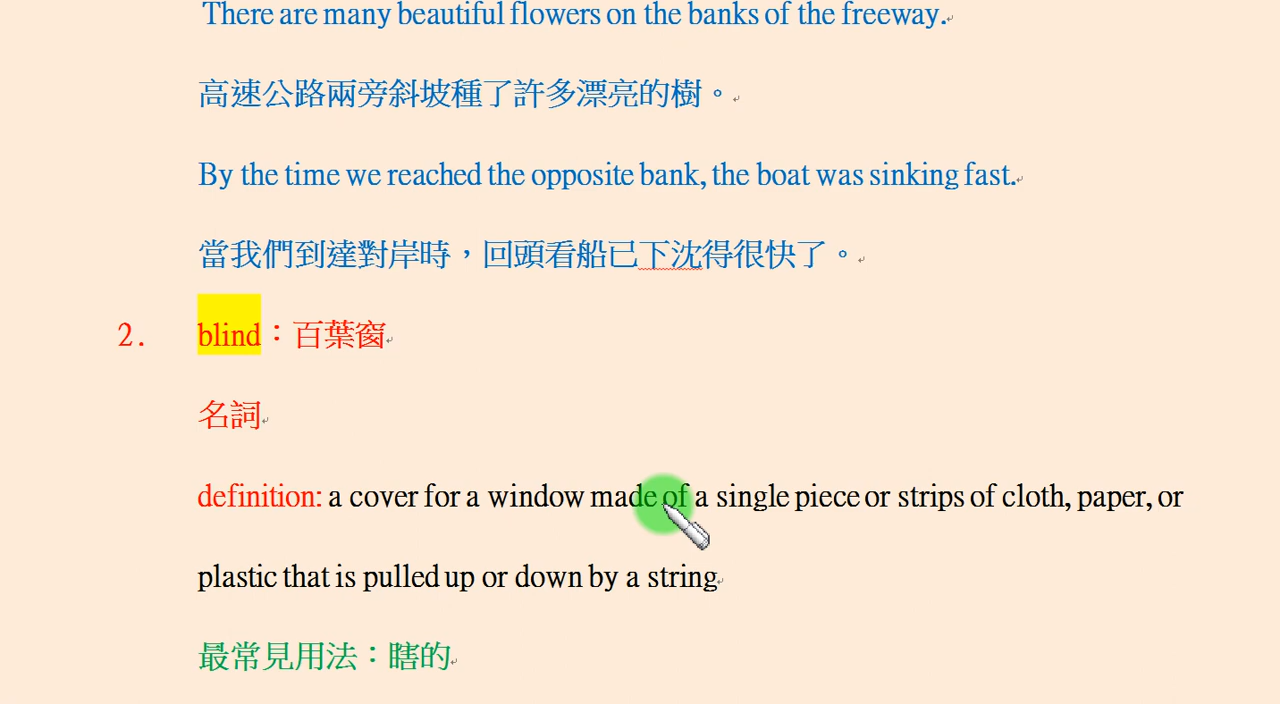 There are many beautiful flowers on the banks of the freeway.
高速公路兩旁斜坡種了許多漂亮的樹。
By the time we reached the opposite bank, the boat was sinking fast.
當我們到達對岸時，回頭看船已下沈得很快了。
2. blind：百葉窗
名詞
definition: a cover for a window made of a single piece or strips of cloth, paper, or
plastic that is pulled up or down by a string
最常見用法：瞎的